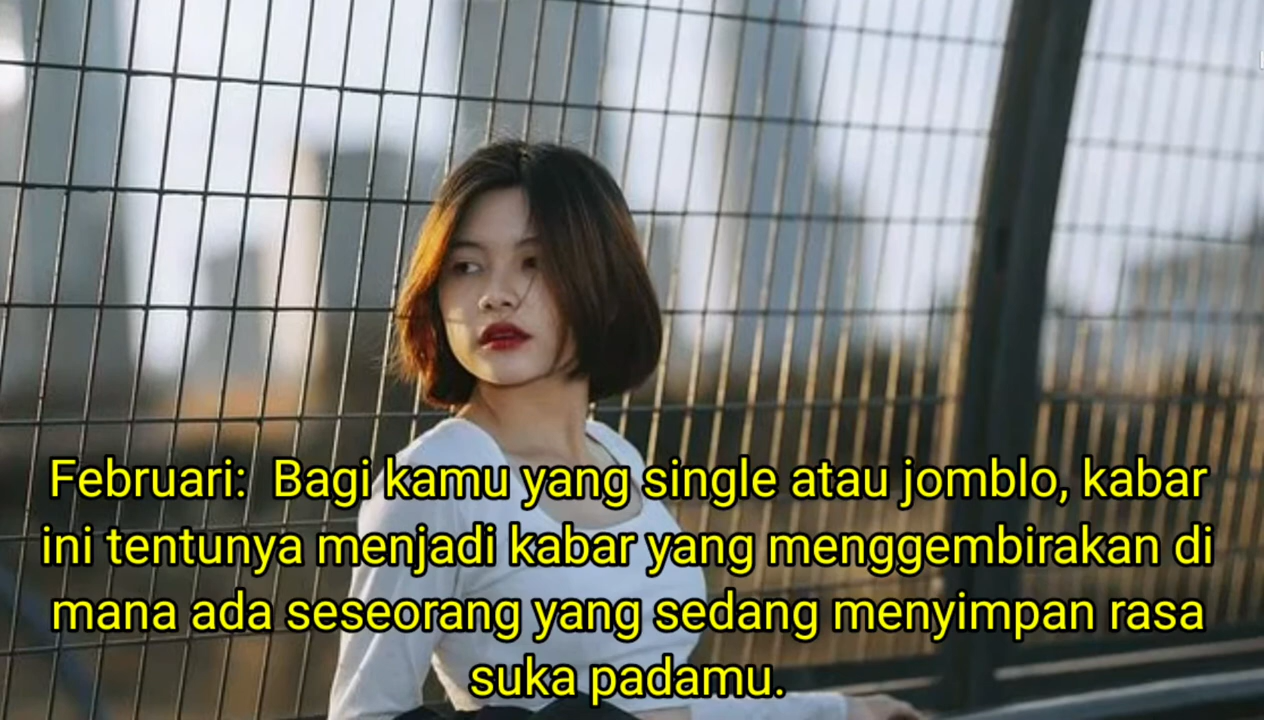 Februari:  Bagi kamu yang single atau jomblo, kabar
ini tentunya menjadi kabar yang menggembirakan di
mana ada seseorang yang sedang menyimpan rasa
suka padamu.